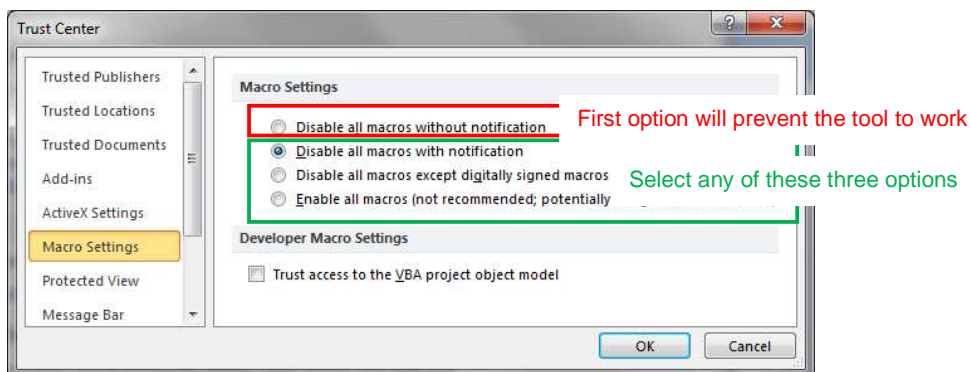 Trust Center
Trusted Publishers
Trusted Locations
Trusted Documents
Add-ins
ActiveX Settings
Macro Settings
Protected View
Message Bar
Macro Settings
Disable all macros without notification
First option will prevent the tool to work
Disable all macros with notification
Disable all macros except digitally signed macros
Select any of these three options
Enable all macros (not recommended; potentially
Developer Macro Settings
Trust access to the VBA project object model
OK
Cancel